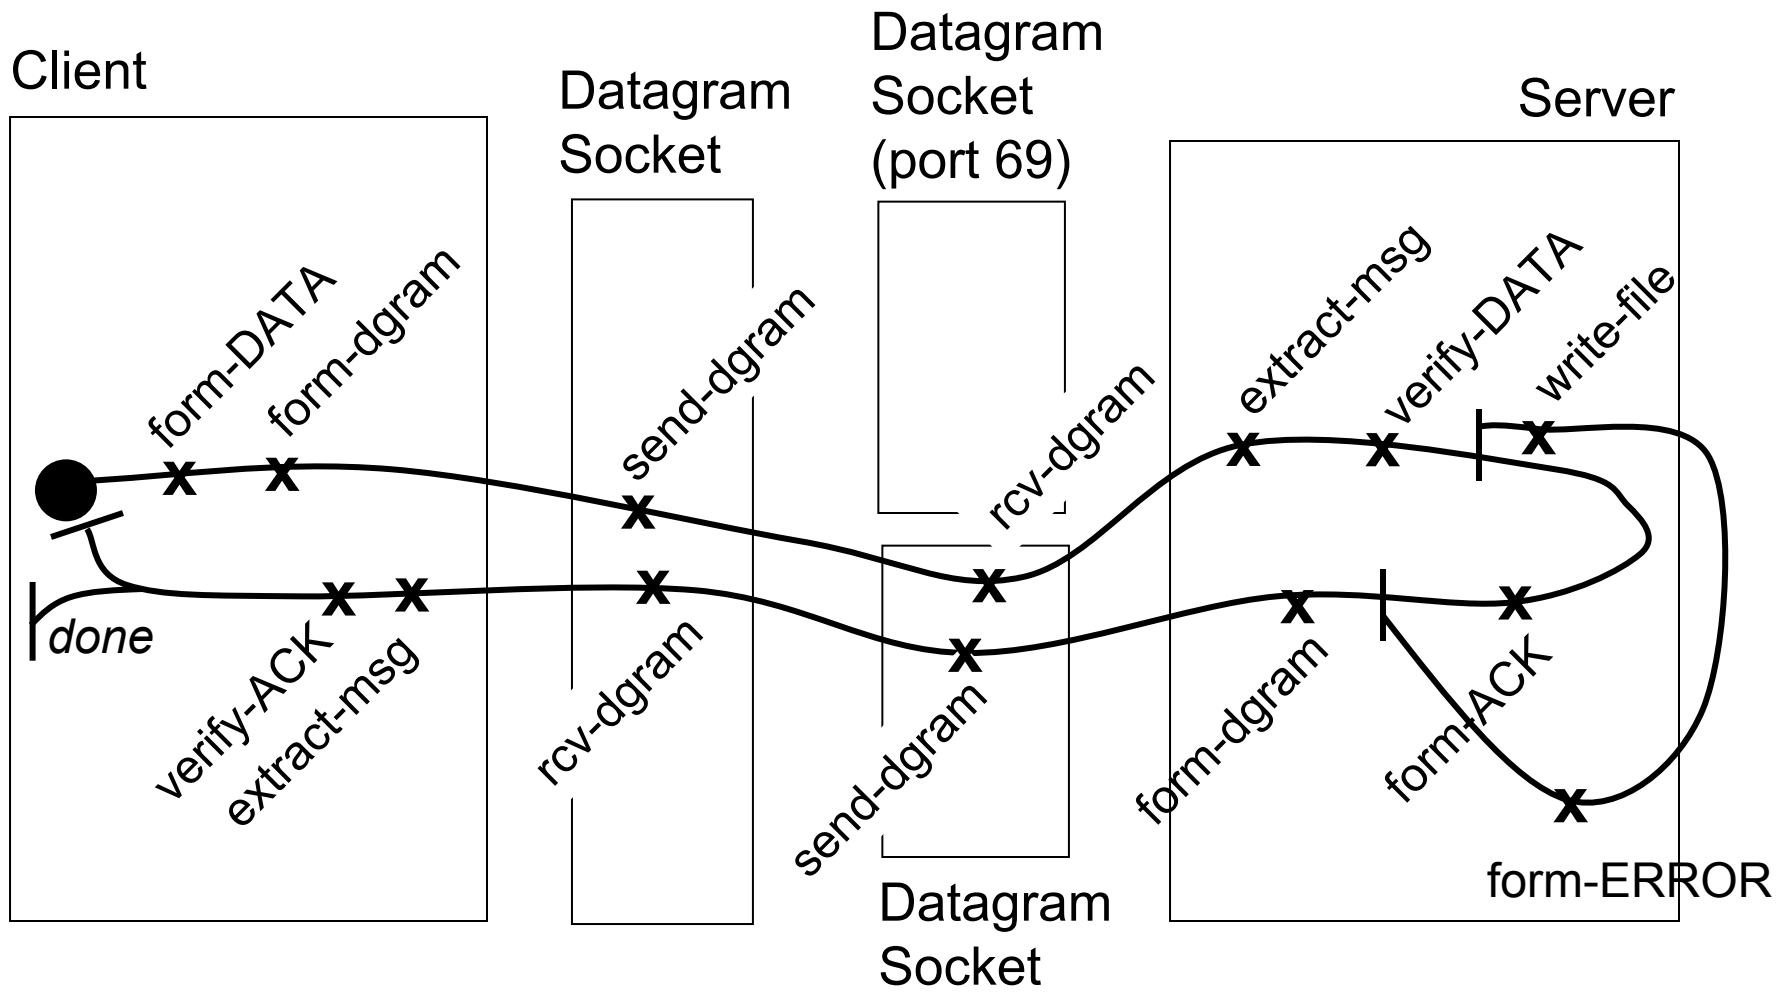 Client
Datagram
Socket
Datagram
Socket
(port 69)
Server
form-DATA
form-dgram
send-dgram
rcv-dgram
extract-msg
verify-DATA
write-file
done
verify-ACK
extract-msg
rcv-dgram
send-dgram
form-dgram
form-ACK
form-ERROR
Datagram
Socket